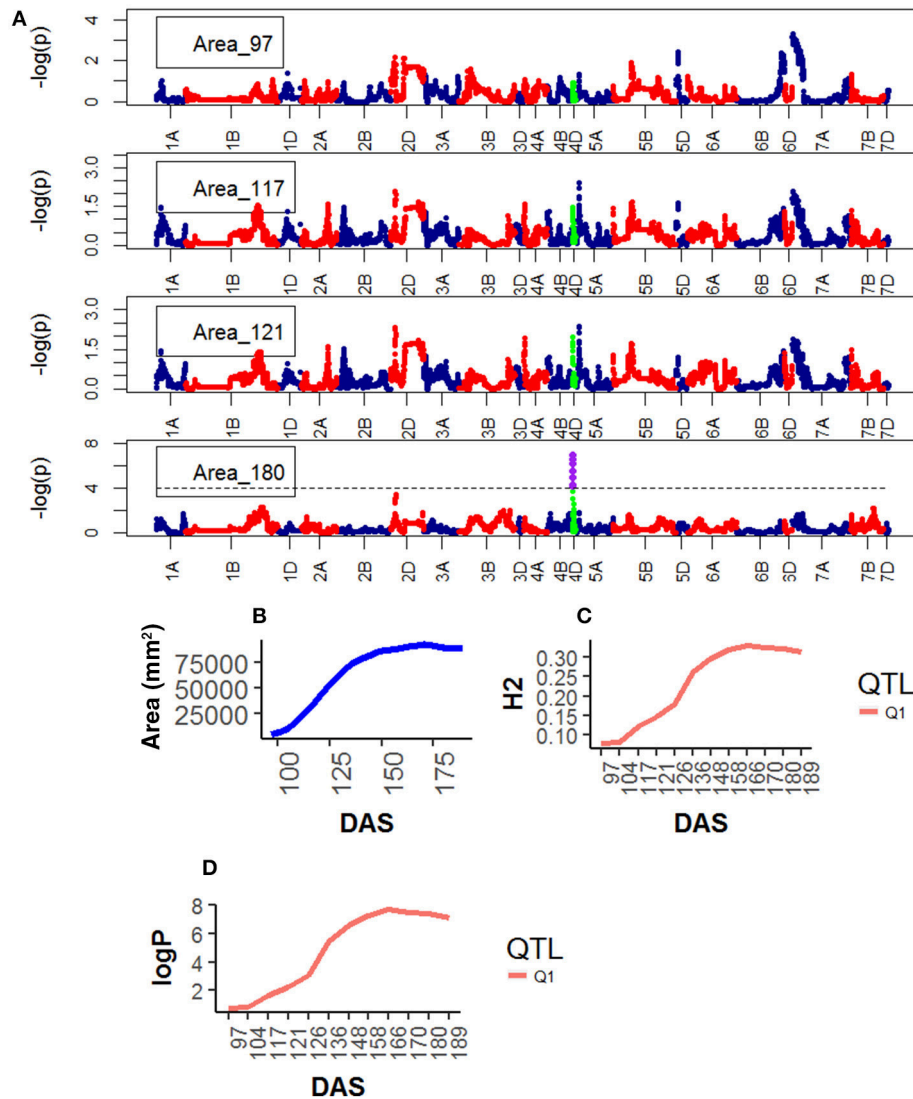 A
-log(p)
4
2
0
Area_97
1A 1B 1D 2A 2B 2D 3A 3B 3D 4A 4B 4D 5A 5B 5D 6A 6B 6D 7A 7B 7D
-log(p)
3.0
1.5
0.0
Area_117
1A 1B 1D 2A 2B 2D 3A 3B 3D 4A 4B 4D 5A 5B 5D 6A 6B 6D 7A 7B 7D
-log(p)
3.0
1.5
0.0
Area_121
1A 1B 1D 2A 2B 2D 3A 3B 3D 4A 4B 4D 5A 5B 5D 6A 6B 6D 7A 7B 7D
-log(p)
8
4
0
Area_180
1A 1B 1D 2A 2B 2D 3A 3B 3D 4A 4B 4D 5A 5B 5D 6A 6B 6D 7A 7B 7D
B
Area (mm²)
75000
50000
25000
100 125 150 175
DAS
C
H2
0.30
0.25
0.20
0.15
0.10
97 104 117 121 126 136 148 158 166 170 180 189
DAS
QTL
Q1
D
logP
8
6
4
2
97 104 117 121 126 136 148 158 166 170 180 189
DAS
QTL
Q1